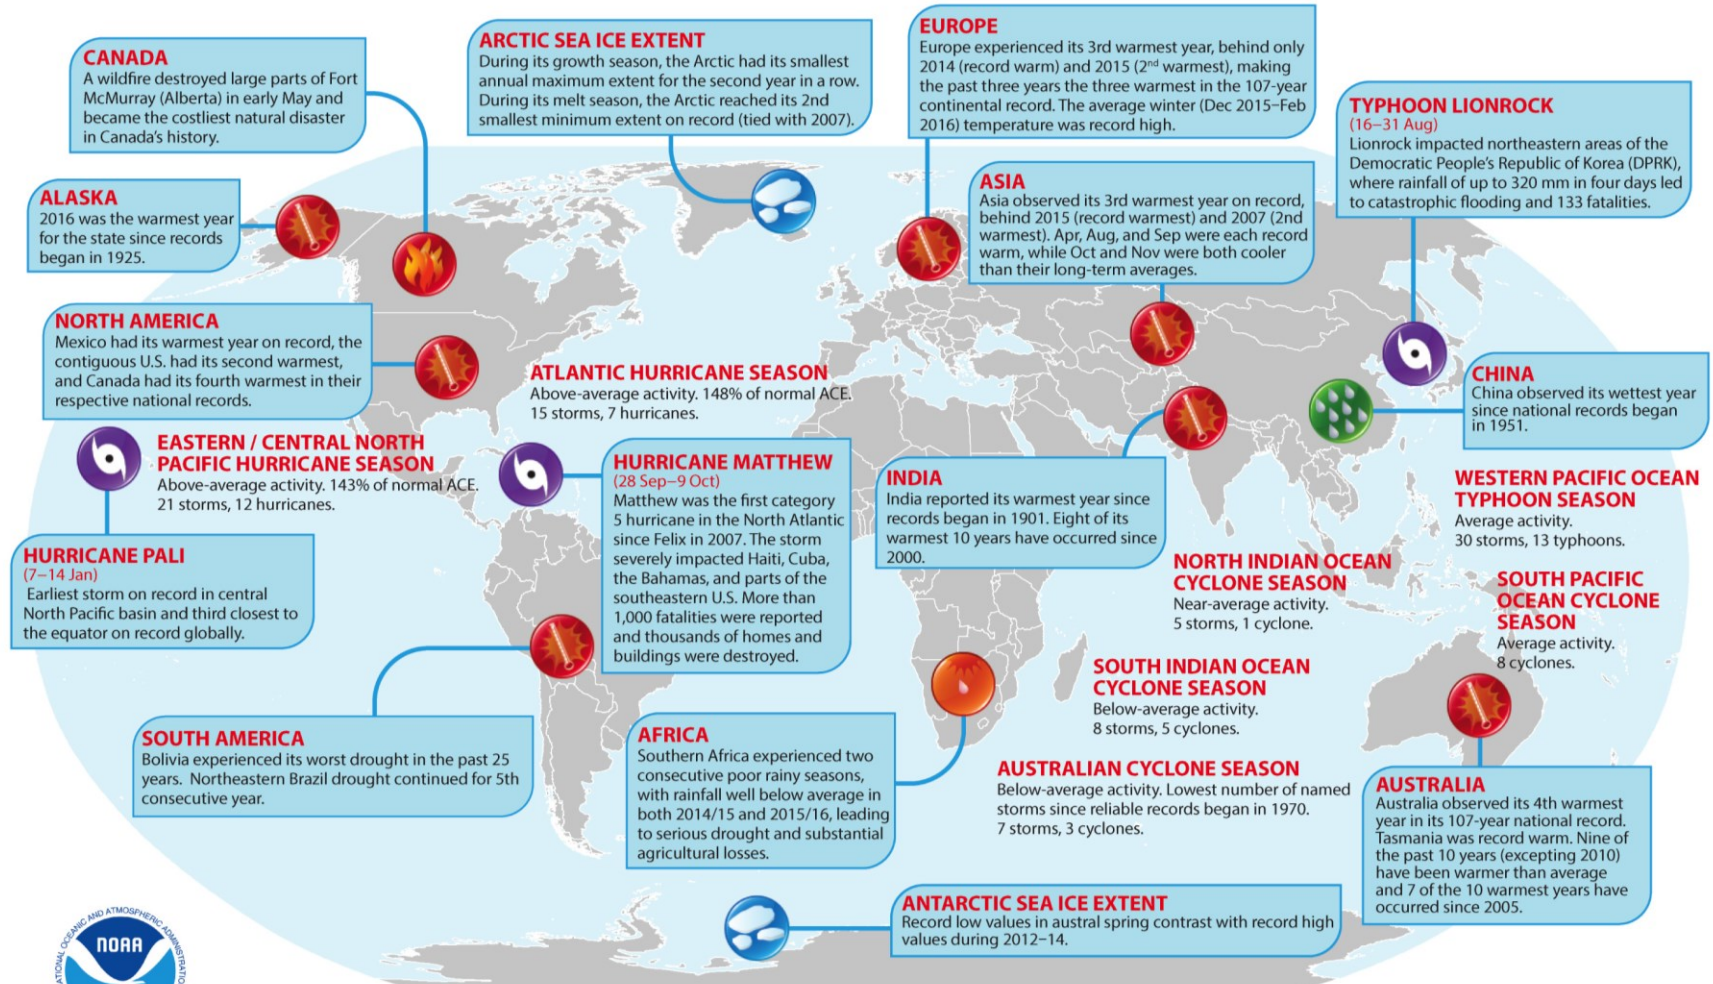 CANADA
A wildfire destroyed large parts of Fort
McMurray (Alberta) in early May and
became the costliest natural disaster
in Canada's history.
ARCTIC SEA ICE EXTENT
During its growth season, the Arctic had its smallest
annual maximum extent for the second year in a row.
During its melt season, the Arctic reached its 2nd
smallest minimum extent on record (tied with 2007).
EUROPE
Europe experienced its 3rd warmest year, behind only
2014 (record warm) and 2015 (2nd warmest), making
the past three years the three warmest in the 107-year
continental record. The average winter (Dec 2015–Feb
2016) temperature was record high.
TYPHOON LIONROCK
(16–31 Aug)
Lionrock impacted northeastern areas of the
Democratic People's Republic of Korea (DPRK),
where rainfall of up to 320 mm in four days led
to catastrophic flooding and 133 fatalities.
ALASKA
2016 was the warmest year
for the state since records
began in 1925.
ASIA
Asia observed its 3rd warmest year on record,
behind 2015 (record warmest) and 2007 (2nd
warmest). Apr, Aug, and Sep were each record
warm, while Oct and Nov were both cooler
than their long-term averages.
NORTH AMERICA
Mexico had its warmest year on record, the
contiguous U.S. had its second warmest,
and Canada had its fourth warmest in their
respective national records.
ATLANTIC HURRICANE SEASON
Above-average activity. 148% of normal ACE.
15 storms, 7 hurricanes.
CHINA
China observed its wettest year
since national records began
in 1951.
EASTERN / CENTRAL NORTH
PACIFIC HURRICANE SEASON
Above-average activity. 143% of normal ACE.
21 storms, 12 hurricanes.
HURRICANE MATTHEW
(28 Sep–9 Oct)
Matthew was the first category
5 hurricane in the North Atlantic
since Felix in 2007. The storm
severely impacted Haiti, Cuba,
the Bahamas, and parts of the
southeastern U.S. More than
1,000 fatalities were reported
and thousands of homes and
buildings were destroyed.
INDIA
India reported its warmest year since
records began in 1901. Eight of its
warmest 10 years have occurred since
2000.
WESTERN PACIFIC OCEAN
TYPHOON SEASON
Average activity.
30 storms, 13 typhoons.
HURRICANE PALI
(7–14 Jan)
Earliest storm on record in central
North Pacific basin and third closest to
the equator on record globally.
NORTH INDIAN OCEAN
CYCLONE SEASON
Near-average activity.
5 storms, 1 cyclone.
SOUTH PACIFIC
OCEAN CYCLONE
SEASON
Average activity.
8 cyclones.
SOUTH INDIAN OCEAN
CYCLONE SEASON
Below-average activity.
8 storms, 5 cyclones.
SOUTH AMERICA
Bolivia experienced its worst drought in the past 25
years. Northeastern Brazil drought continued for 5th
consecutive year.
AFRICA
Southern Africa experienced two
consecutive poor rainy seasons,
with rainfall well below average in
both 2014/15 and 2015/16, leading
to serious drought and substantial
agricultural losses.
AUSTRALIAN CYCLONE SEASON
Below-average activity. Lowest number of named
storms since reliable records began in 1970.
7 storms, 3 cyclones.
AUSTRALIA
Australia observed its 4th warmest
year in its 107-year national record.
Tasmania was record warm. Nine of
the past 10 years (excepting 2010)
have been warmer than average
and 7 of the 10 warmest years have
occurred since 2005.
ANTARCTIC SEA ICE EXTENT
Record low values in austral spring contrast with record high
values during 2012–14.
OCEANIC AND ATMOSPHERIC
NOAA